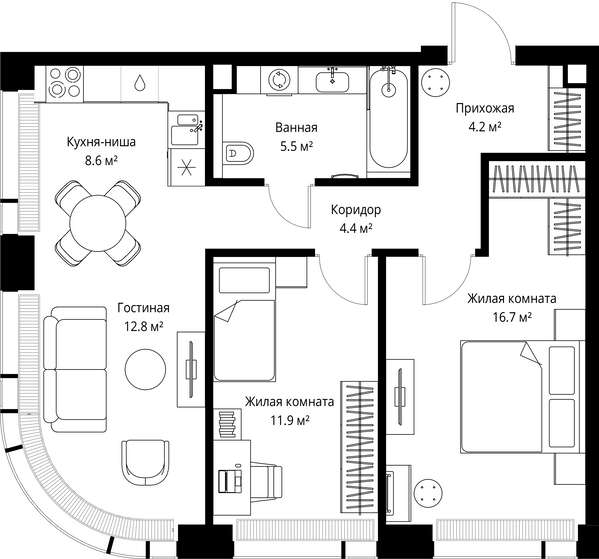 Прихожая
4.2 м²
Ванная
5.5 м²
Кухня-ниша
8.6 м²
Коридор
4.4 м²
Гостиная
12.8 м²
Жилая комната
16.7 м²
Жилая комната
11.9 м²